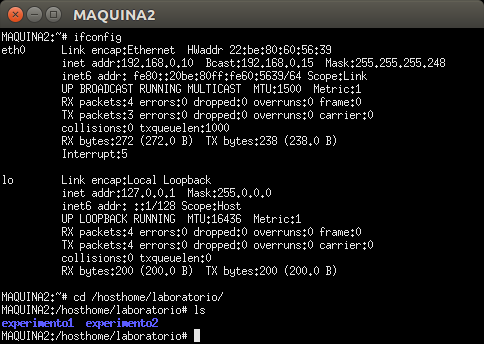 MAQUINA2
MAQUINA2:~# ifconfig
eth0      Link encap:Ethernet  HWaddr 22:be:80:60:56:39
          inet addr:192.168.0.10  Bcast:192.168.0.15  Mask:255.255.255.248
          inet6 addr: fe80::20be:80ff:fe60:5639/64 Scope:Link
          UP BROADCAST RUNNING MULTICAST  MTU:1500  Metric:1
          RX packets:4 errors:0 dropped:0 overruns:0 frame:0
          TX packets:3 errors:0 dropped:0 overruns:0 carrier:0
          collisions:0 txqueuelen:1000
          RX bytes:272 (272.0 B)  TX bytes:238 (238.0 B)
          Interrupt:5
lo        Link encap:Local Loopback
          inet addr:127.0.0.1  Mask:255.0.0.0
          inet6 addr: ::1/128 Scope:Host
          UP LOOPBACK RUNNING  MTU:16436  Metric:1
          RX packets:4 errors:0 dropped:0 overruns:0 frame:0
          TX packets:4 errors:0 dropped:0 overruns:0 carrier:0
          collisions:0 txqueuelen:0
          RX bytes:200 (200.0 B)  TX bytes:200 (200.0 B)
MAQUINA2:~# cd /hosthome/laboratorio/
MAQUINA2:/hosthome/laboratorio# ls
experimento1  experimento2
MAQUINA2:/hosthome/laboratorio#